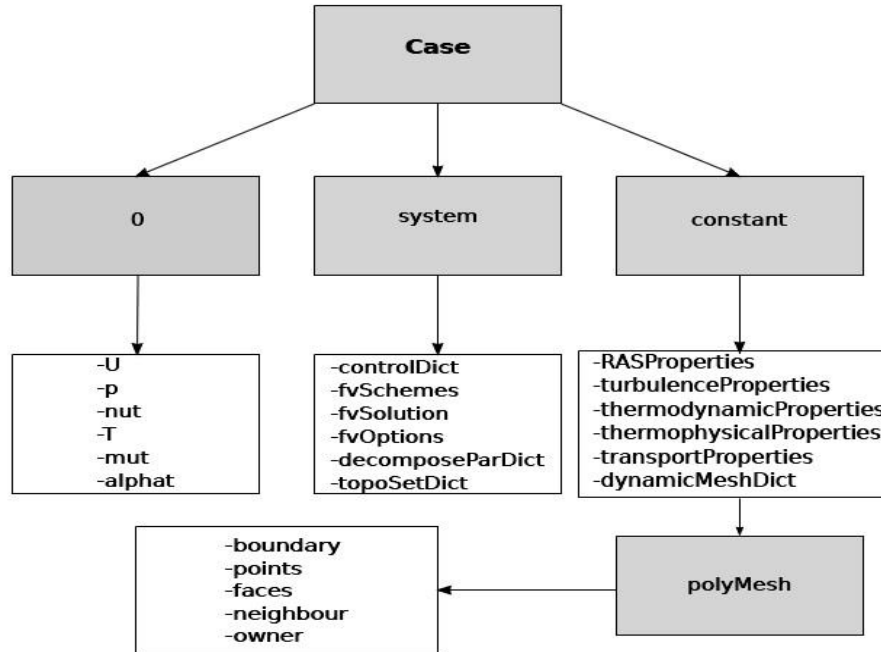 Case
0
system
constant
-U
-p
-nut
-T
-mut
-alphat
-controlDict
-fvSchemes
-fvSolution
-fvOptions
-decomposeParDict
-topoSetDict
-RASProperties
-turbulenceProperties
-thermodynamicProperties
-thermophysicalProperties
-transportProperties
-dynamicMeshDict
-boundary
-points
-faces
-neighbour
-owner
polyMesh